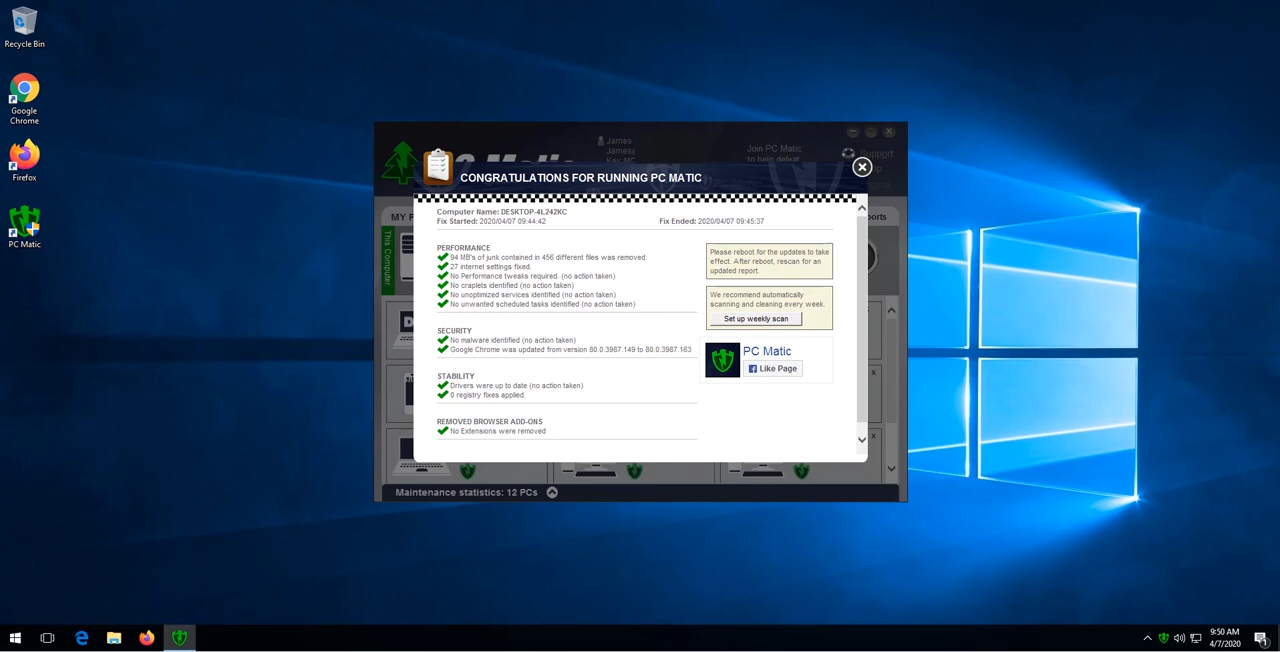 Recycle Bin
Google
Chrome
Firefox
PC Matic
James
Join PC Matic
to help defeat
Support
CONGRATULATIONS FOR RUNNING PC MATIC
Computer Name: DESKTOP-4L242KC
Fix Started: 2020/04/07 09:44:42
Fix Ended: 2020/04/07 09:45:37
MY P
orts
This Computer
PERFORMANCE
94 MB's of junk contained in 456 different files was removed.
27 internet settings fixed.
No Performance tweaks required. (no action taken)
No craplets identified (no action taken)
No unoptimized services identified (no action taken)
No unwanted scheduled tasks identified (no action taken)
SECURITY
No malware identified (no action taken)
Google Chrome was updated from version 80.0.3987.149 to 80.0.3987.163
STABILITY
Drivers were up to date (no action taken)
0 registry fixes applied.
REMOVED BROWSER ADD-ONS
No Extensions were removed
Please reboot for the updates to take
effect. After reboot, rescan for an
updated report.
We recommend automatically
scanning and cleaning every week.
Set up weekly scan
PC Matic
Like Page
Maintenance statistics: 12 PCs
9:50 AM
4/7/2020
1